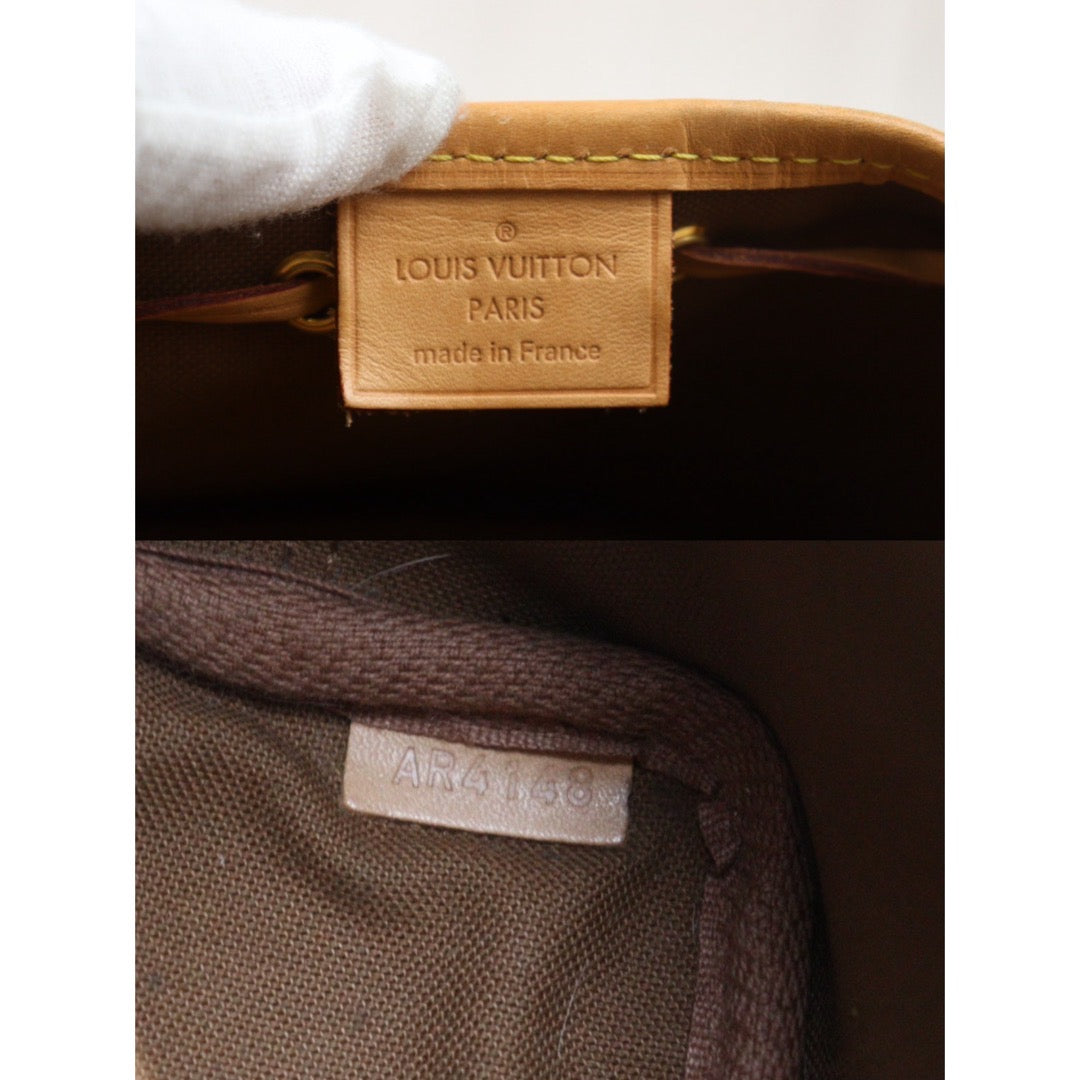 ®
LOUIS VUITTON
PARIS
made in France
AR4148